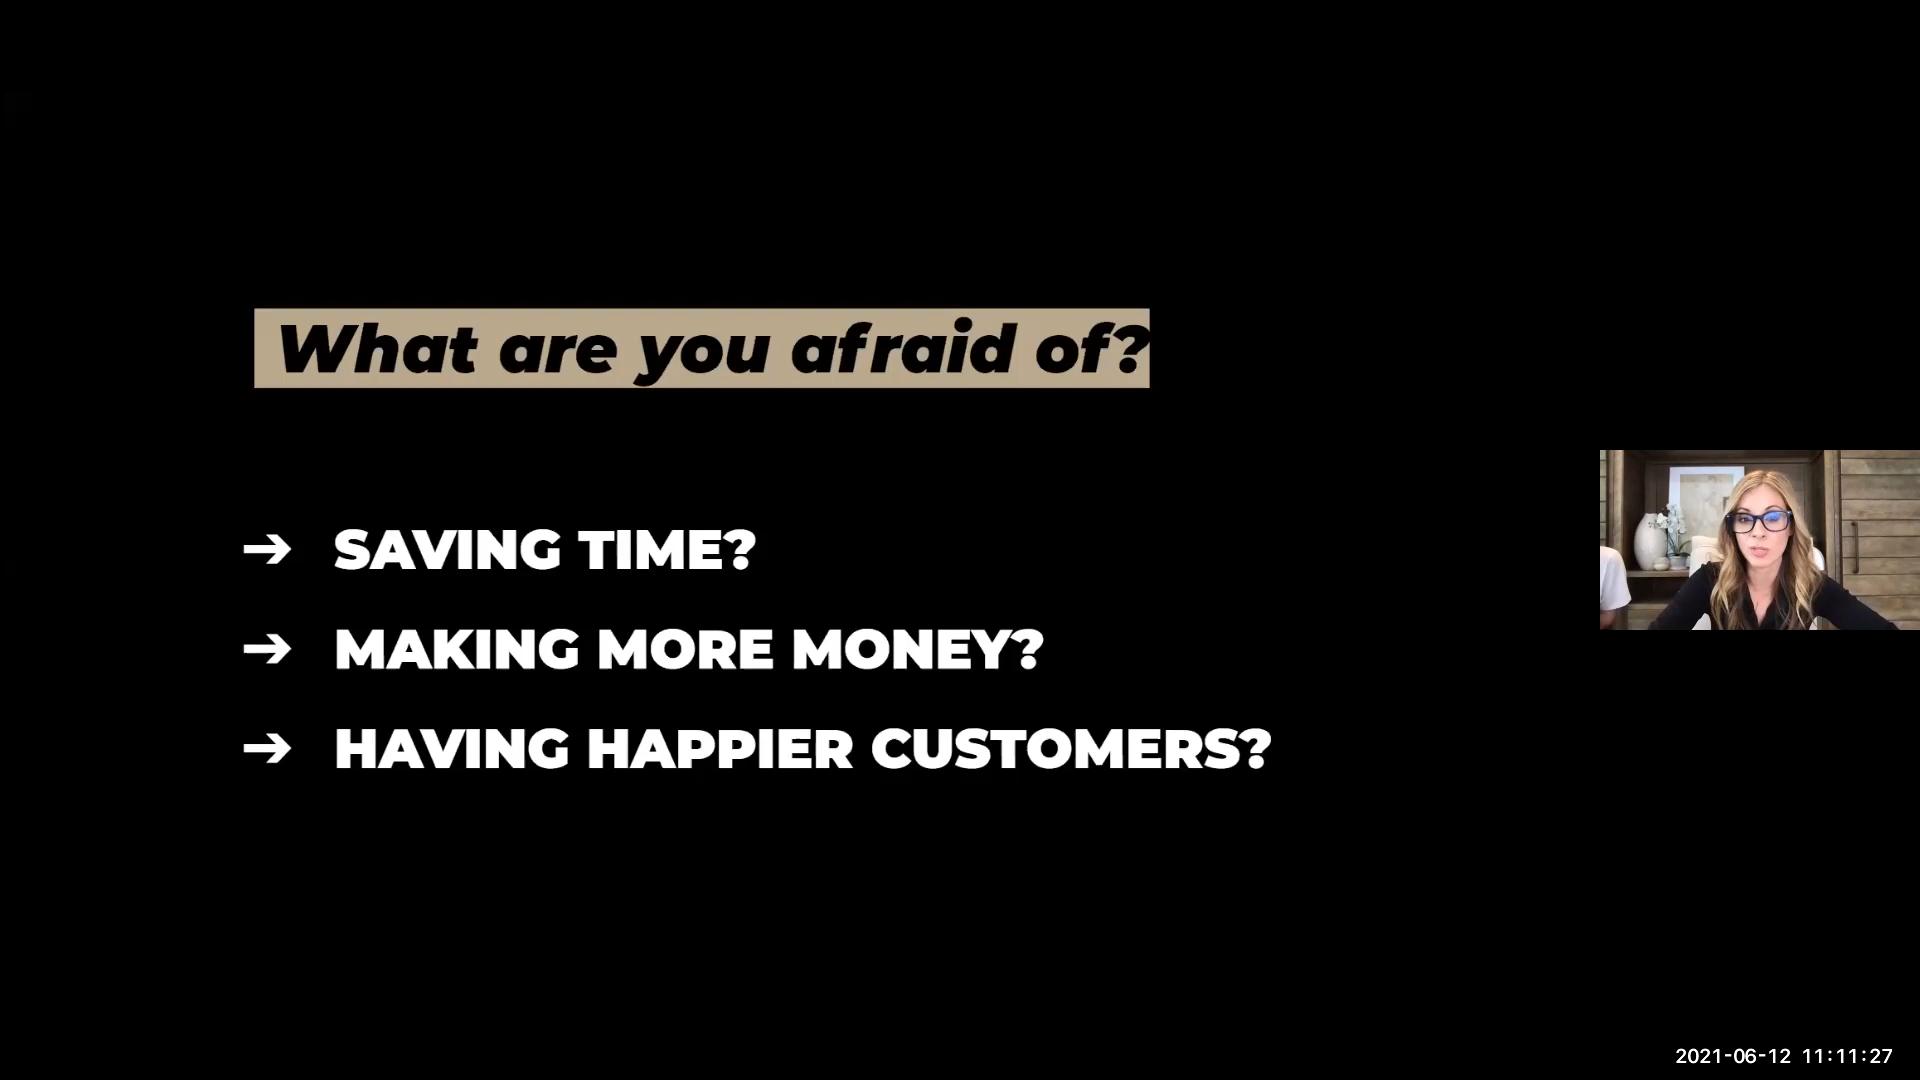 What are you afraid of?
➔ SAVING TIME?
➔ MAKING MORE MONEY?
➔ HAVING HAPPIER CUSTOMERS?
2021-06-12 11:11:27